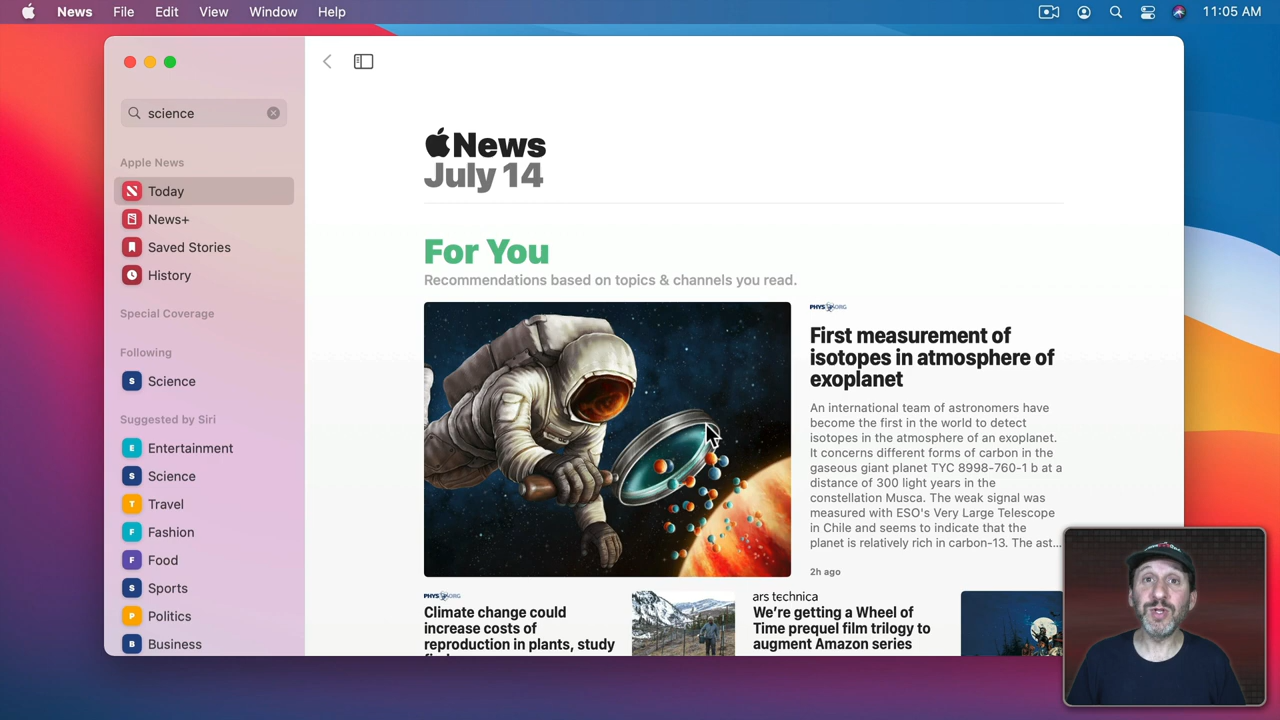 News File Edit View Window Help 11:05 AM
science
Apple News
Today
News+
Saved Stories
History
Special Coverage
Following
S Science
Suggested by Siri
E Entertainment
S Science
T Travel
F Fashion
F Food
S Sports
P Politics
B Business
News
July 14
For You
Recommendations based on topics & channels you read.
PHYS ORG
First measurement of
isotopes in atmosphere of
exoplanet
An international team of astronomers have
become the first in the world to detect
isotopes in the atmosphere of an exoplanet.
It concerns different forms of carbon in the
gaseous giant planet TYC 8998-760-1 b at a
distance of 300 light years in the
constellation Musca. The weak signal was
measured with ESO's Very Large Telescope
in Chile and seems to indicate that the
planet is relatively rich in carbon-13. The ast...
2h ago
PHYS ORG
Climate change could
increase costs of
reproduction in plants, study
ars technica
We're getting a Wheel of
Time prequel film trilogy to
augment Amazon series